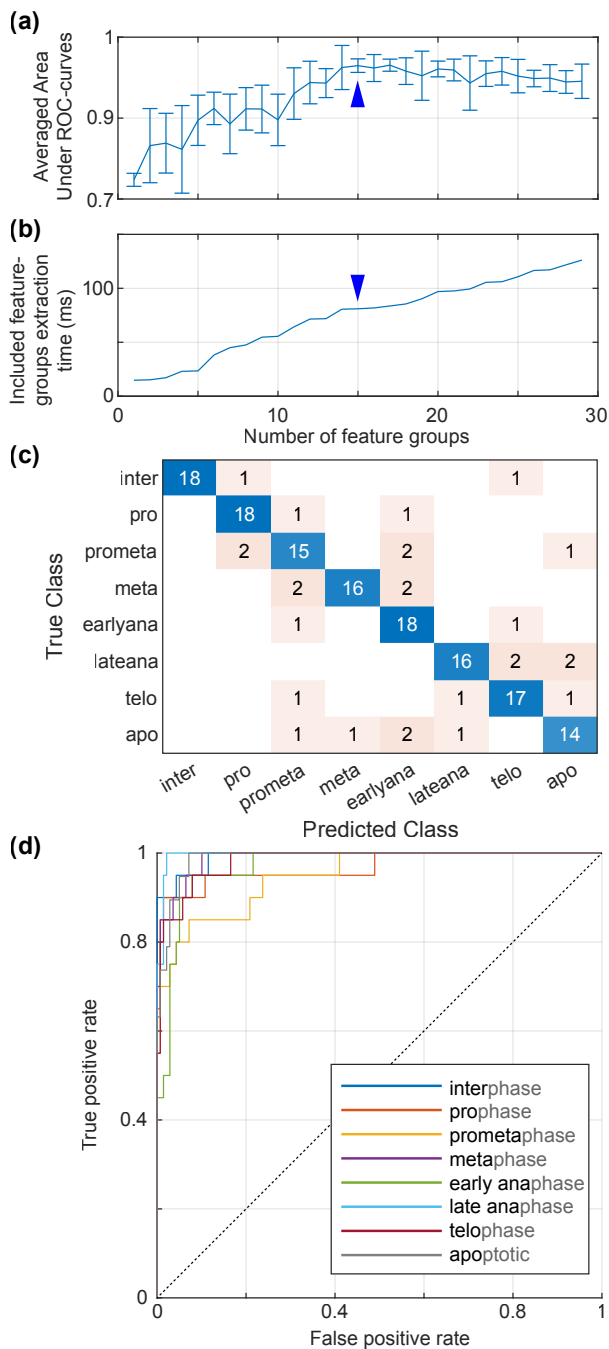 (a)
Averaged Area
Under ROC-curves
1
0.9
0.7
(b)
Included feature-
groups extraction
time (ms)
100
0
0 10 20 30
Number of feature groups
(c)
True Class
inter 18 1 1
pro 18 1 1
prometa 2 15 2 1
meta 2 16 2
earlyana 1 18 1
lateana 16 2 2
telo 1 1 17 1
apo 1 1 2 1 14
inter pro prometa meta earlyana lateana telo apo
Predicted Class
(d)
True positive rate
1
0.8
0.4
0
interphase
prophase
prometaphase
metaphase
early anaphase
late anaphase
telophase
apoptotic
0 0.4 0.8 1
False positive rate